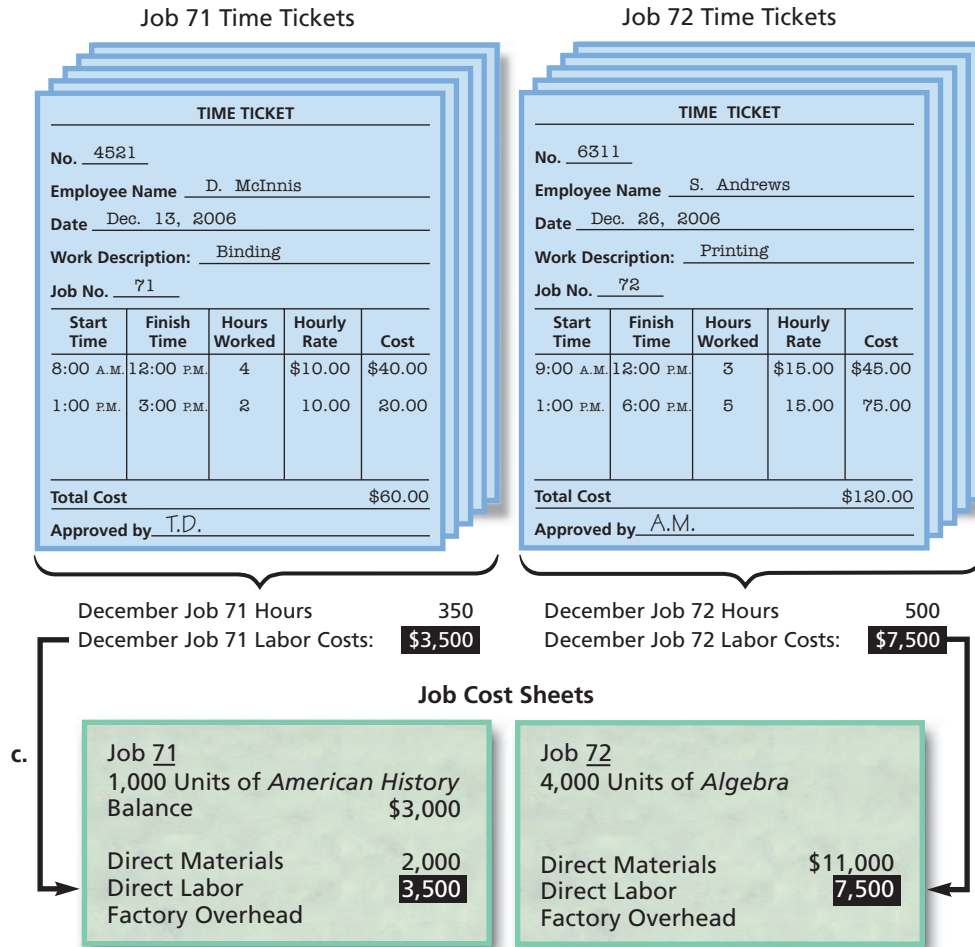 Job 71 Time Tickets
TIME TICKET
No. 4521
Employee Name D. McInnis
Date Dec. 13, 2006
Work Description: Binding
Job No. 71
Start Time Finish Time Hours Worked Hourly Rate Cost
8:00 A.M. 12:00 P.M. 4 $10.00 $40.00
1:00 P.M. 3:00 P.M. 2 10.00 20.00
Total Cost $60.00
Approved by T.D.
December Job 71 Hours 350
December Job 71 Labor Costs: $3,500
Job 72 Time Tickets
TIME TICKET
No. 6311
Employee Name S. Andrews
Date Dec. 26, 2006
Work Description: Printing
Job No. 72
Start Time Finish Time Hours Worked Hourly Rate Cost
9:00 A.M. 12:00 P.M. 3 $15.00 $45.00
1:00 P.M. 6:00 P.M. 5 15.00 75.00
Total Cost $120.00
Approved by A.M.
December Job 72 Hours 500
December Job 72 Labor Costs: $7,500
Job Cost Sheets
c.
Job 71
1,000 Units of American History
Balance $3,000
Direct Materials 2,000
Direct Labor 3,500
Factory Overhead
Job 72
4,000 Units of Algebra
Direct Materials $11,000
Direct Labor 7,500
Factory Overhead